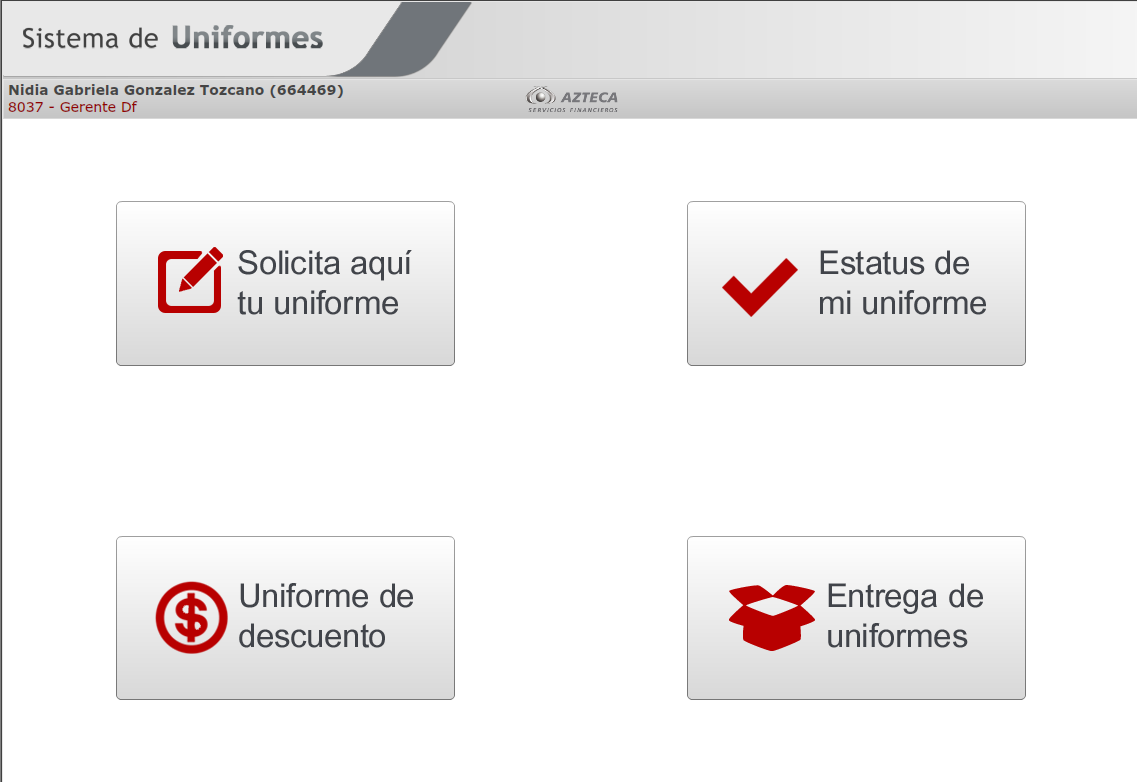 Sistema de Uniformes
Nidia Gabriela Gonzalez Tozcano (664469)
8037 - Gerente Df
AZTECA
SERVICIOS FINANCIEROS
Solicita aquí
tu uniforme
Estatus de
mi uniforme
Uniforme de
descuento
Entrega de
uniformes